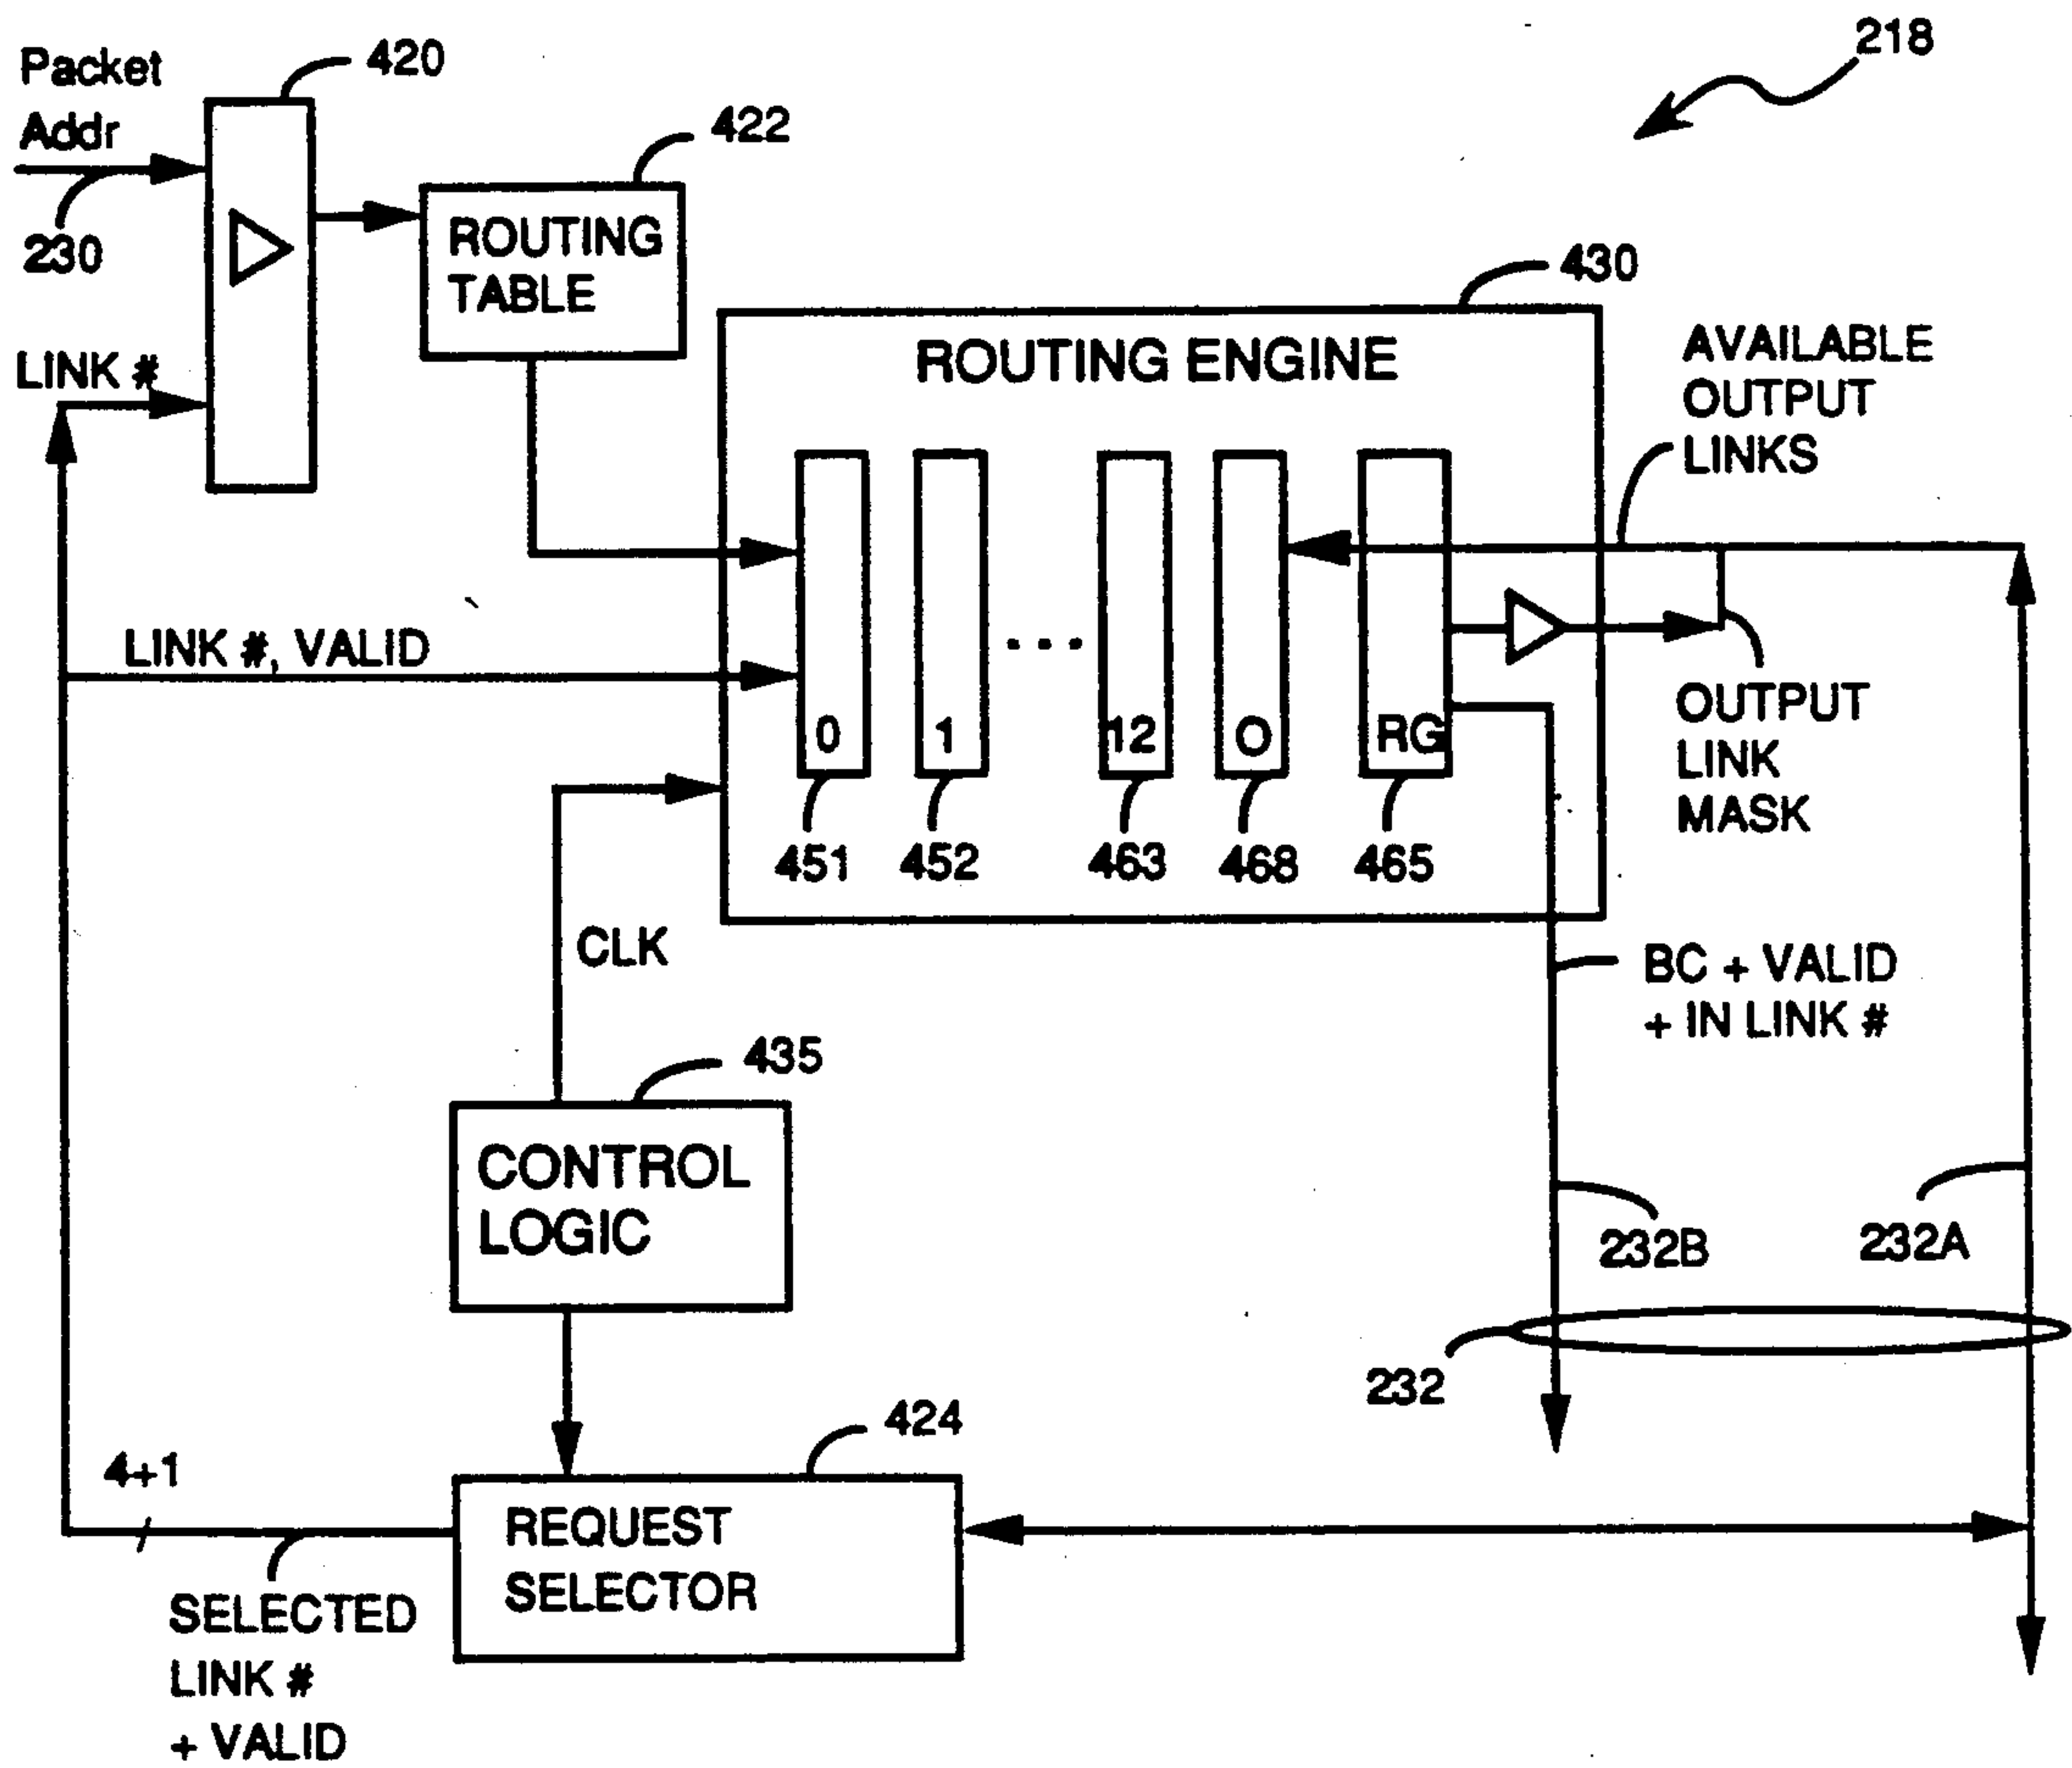 218
Packet
Addr
420
230
422
ROUTING
TABLE
LINK #
430
ROUTING ENGINE
AVAILABLE
OUTPUT
LINKS
LINK #, VALID
0
1
...
12
O
RG
OUTPUT
LINK
MASK
451
452
463
468
465
CLK
BC + VALID
+ IN LINK #
435
CONTROL
LOGIC
232B
232A
232
424
4+1
REQUEST
SELECTOR
SELECTED
LINK #
+ VALID